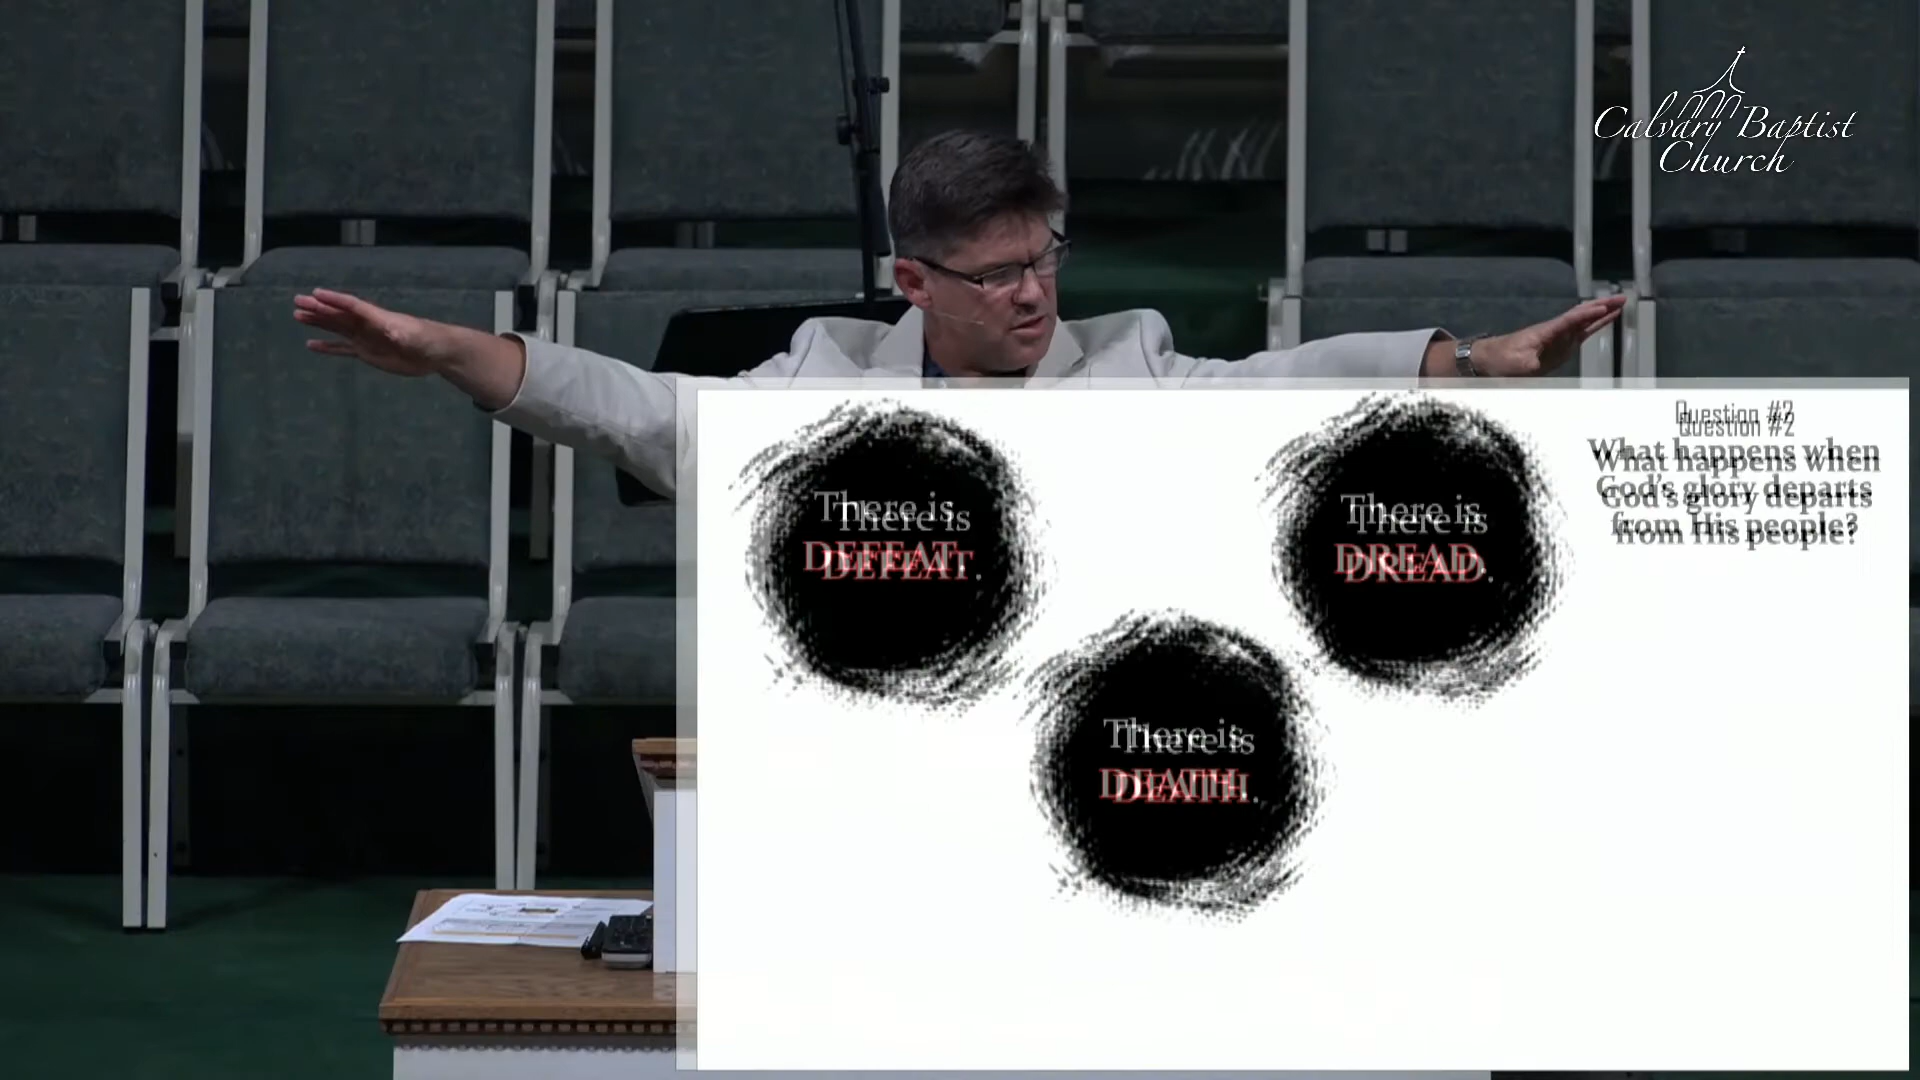 Calvary Baptist
Church
Question #2
What happens when
God's glory departs
from His people?
There is
DEFEAT.
There is
DREAD.
There is
DEATH.